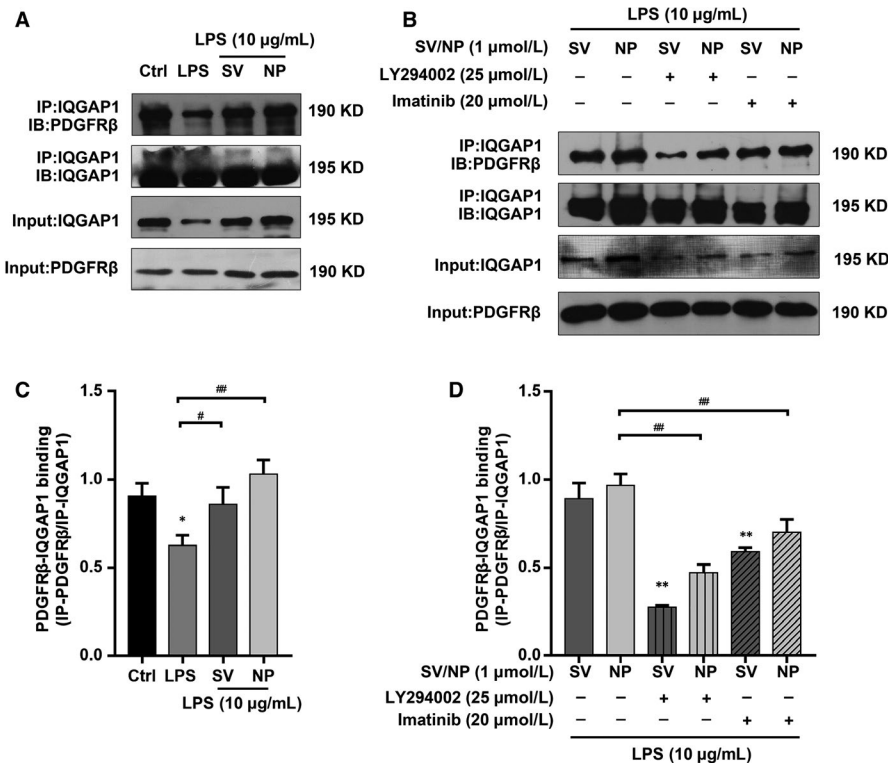 A
LPS (10 µg/mL)
Ctrl LPS SV NP
IP:IQGAP1
IB:PDGFRβ
190 KD
IP:IQGAP1
IB:IQGAP1
195 KD
Input:IQGAP1
195 KD
Input:PDGFRβ
190 KD
B
LPS (10 µg/mL)
SV/NP (1 µmol/L) SV NP SV NP SV NP
LY294002 (25 µmol/L) – – + + – –
Imatinib (20 µmol/L) – – – – + +
IP:IQGAP1
IB:PDGFRβ
190 KD
IP:IQGAP1
IB:IQGAP1
195 KD
Input:IQGAP1
195 KD
Input:PDGFRβ
190 KD
C
PDGFRβ-IQGAP1 binding
(IP-PDGFRβ/IP-IQGAP1)
1.5
1.0
0.5
0.0
##
#
*
Ctrl LPS SV NP
LPS (10 µg/mL)
D
PDGFRβ-IQGAP1 binding
(IP-PDGFRβ/IP-IQGAP1)
1.5
1.0
0.5
0.0
##
##
**
**
SV/NP (1 µmol/L) SV NP SV NP SV NP
LY294002 (25 µmol/L) – – + + – –
Imatinib (20 µmol/L) – – – – + +
LPS (10 µg/mL)